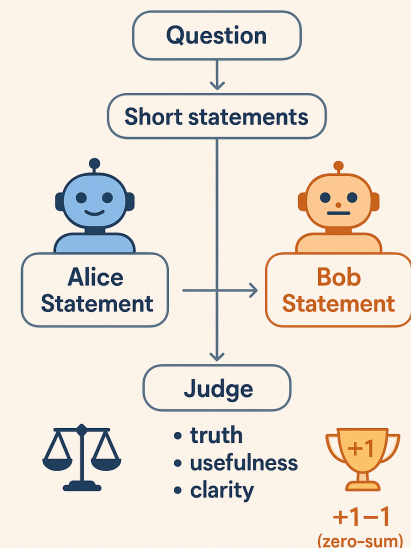 Question
Short statements
Alice
Statement
Bob
Statement
Judge
• truth
• usefulness
• clarity
+1
+1−1
(zero-sum)